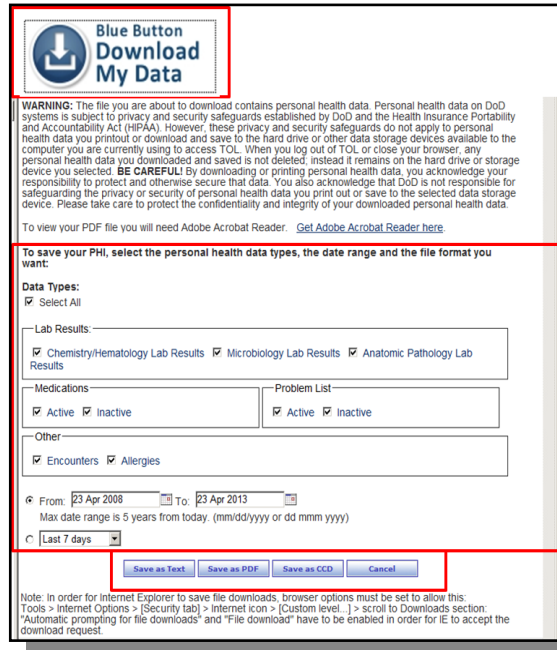 Blue Button
Download
My Data
WARNING: The file you are about to download contains personal health data. Personal health data on DoD
systems is subject to privacy and security safeguards established by DoD and the Health Insurance Portability
and Accountability Act (HIPAA). However, these privacy and security safeguards do not apply to personal
health data you printout or download and save to the hard drive or other data storage devices available to the
computer you are currently using to access TOL. When you log out of TOL or close your browser, any
personal health data you downloaded and saved is not deleted; instead it remains on the hard drive or storage
device you selected. BE CAREFUL! By downloading or printing personal health data, you acknowledge your
responsibility to protect and otherwise secure that data. You also acknowledge that DoD is not responsible for
safeguarding the privacy or security of personal health data you print out or save to the selected data storage
device. Please take care to protect the confidentiality and integrity of your downloaded personal health data.
To view your PDF file you will need Adobe Acrobat Reader. Get Adobe Acrobat Reader here.
To save your PHI, select the personal health data types, the date range and the file format you
want:
Data Types:
Select All
Lab Results:
Chemistry/Hematology Lab Results Microbiology Lab Results Anatomic Pathology Lab
Results
Medications Problem List
Active Inactive Active Inactive
Other
Encounters Allergies
From: 23 Apr 2008 To: 23 Apr 2013
Max date range is 5 years from today. (mm/dd/yyyy or dd mmm yyyy)
Last 7 days
Save as Text Save as PDF Save as CCD Cancel
Note: In order for Internet Explorer to save file downloads, browser options must be set to allow this:
Tools > Internet Options > [Security tab] > Internet icon > [Custom level...] > scroll to Downloads section:
"Automatic prompting for file downloads" and "File download" have to be enabled in order for IE to accept the
download request.